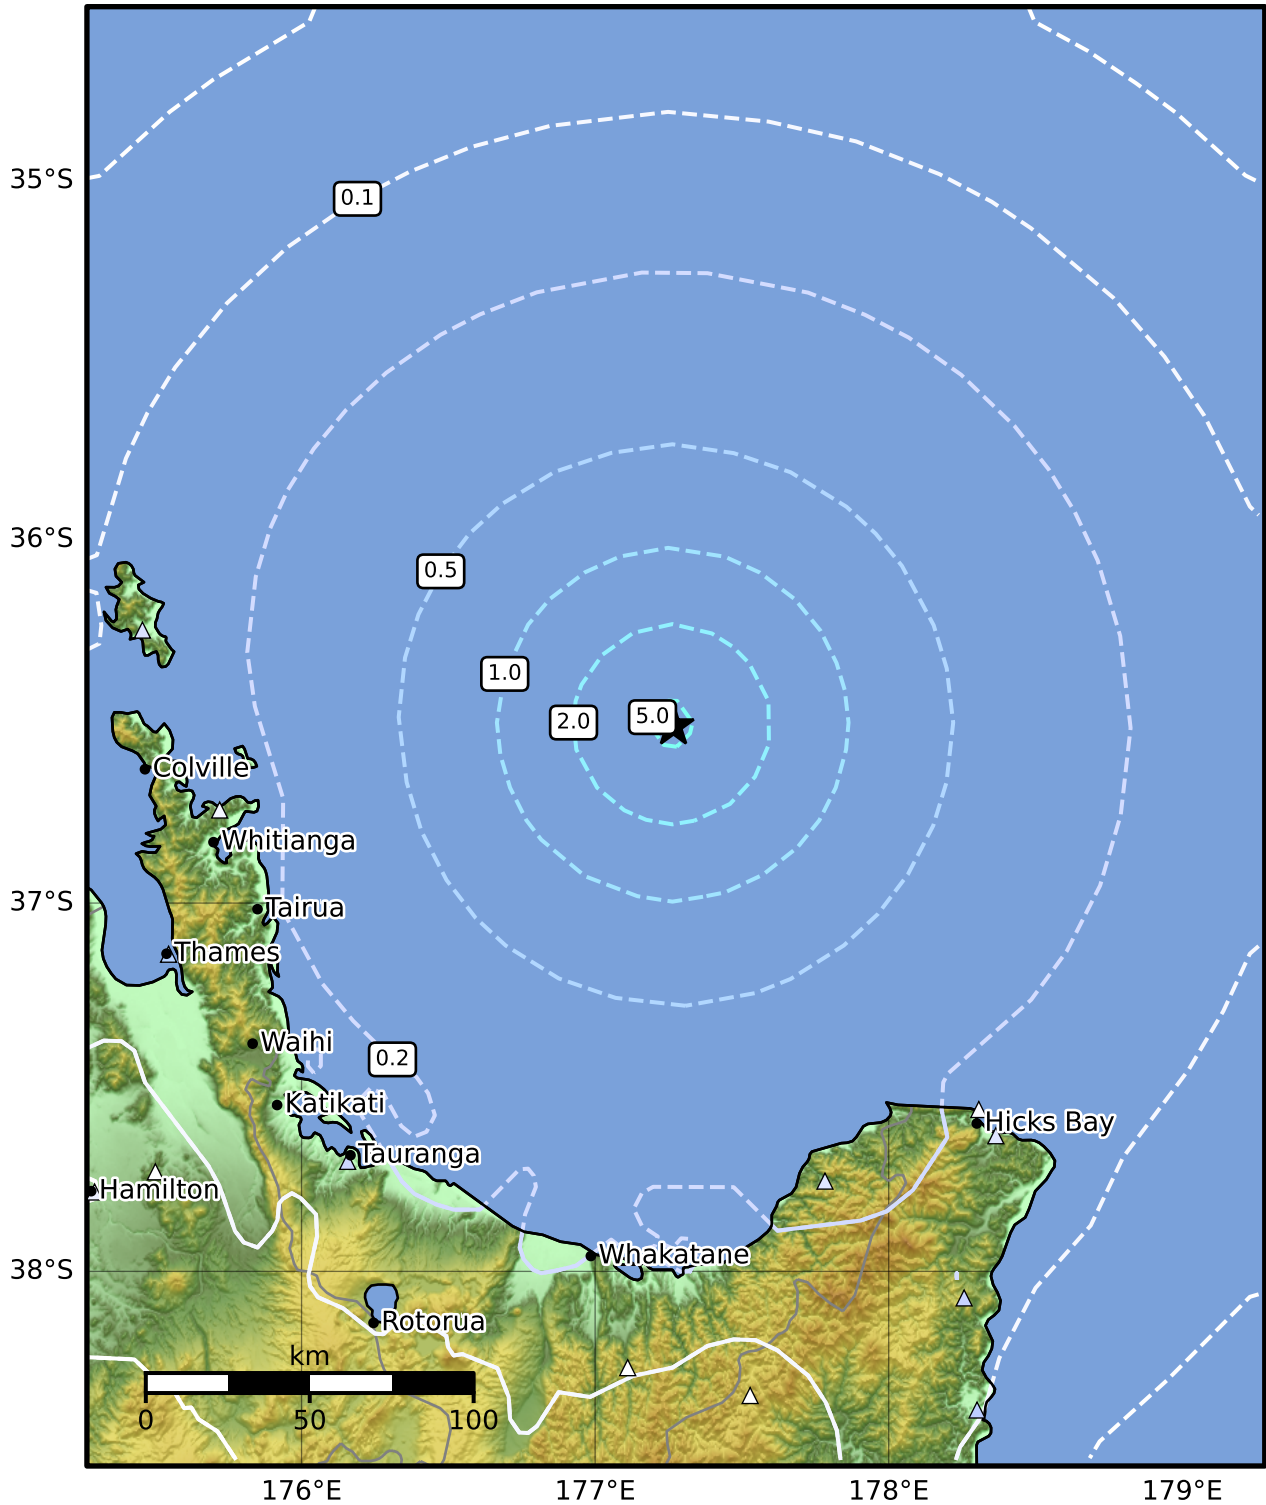 35°S
0.1
36°S
0.5
1.0
2.0
5.0
Colville
Whitianga
37°S
Tairua
Thames
Waihi
0.2
Katikati
Hicks Bay
Tauranga
Hamilton
Whakatane
38°S
Rotorua
km
0 50 100
176°E 177°E 178°E 179°E